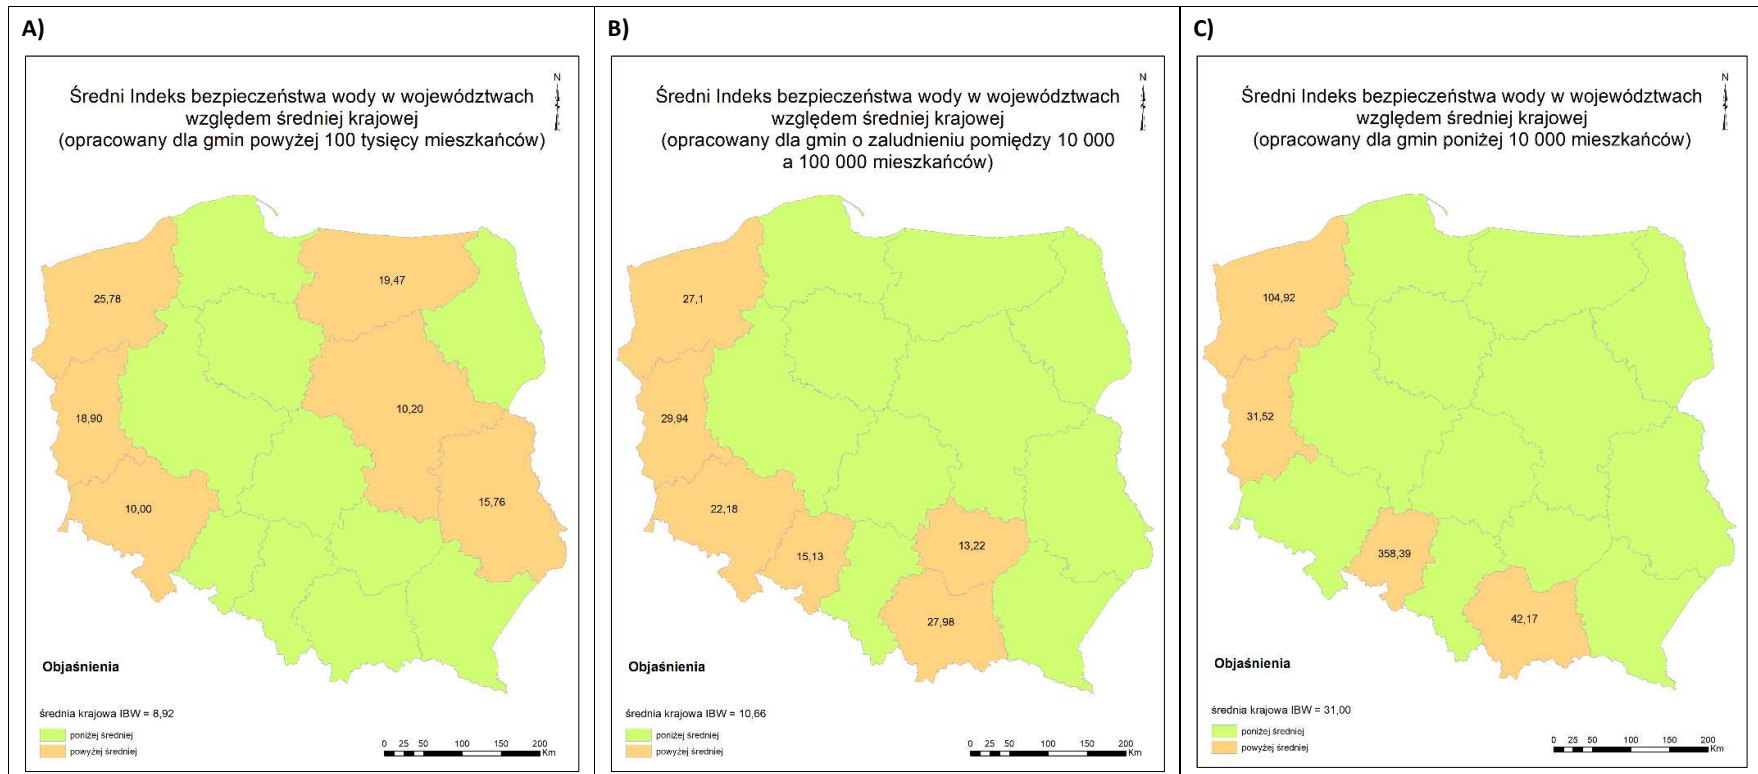 A)
N
Średni Indeks bezpieczeństwa wody w województwach
względem średniej krajowej
(opracowany dla gmin powyżej 100 tysięcy mieszkańców)
25,78
19,47
10,20
18,90
15,76
10,00
Objaśnienia
średnia krajowa IBW = 8,92
poniżej średniej
powyżej średniej
0 25 50 100 150 200
Km
B)
N
Średni Indeks bezpieczeństwa wody w województwach
względem średniej krajowej
(opracowany dla gmin o zaludnieniu pomiędzy 10 000
a 100 000 mieszkańców)
27,1
29,94
22,18
15,13
13,22
27,98
Objaśnienia
średnia krajowa IBW = 10,66
poniżej średniej
powyżej średniej
0 25 50 100 150 200
Km
C)
N
Średni Indeks bezpieczeństwa wody w województwach
względem średniej krajowej
(opracowany dla gmin poniżej 10 000 mieszkańców)
104,92
31,52
358,39
42,17
Objaśnienia
średnia krajowa IBW = 31,00
poniżej średniej
powyżej średniej
0 25 50 100 150 200
Km